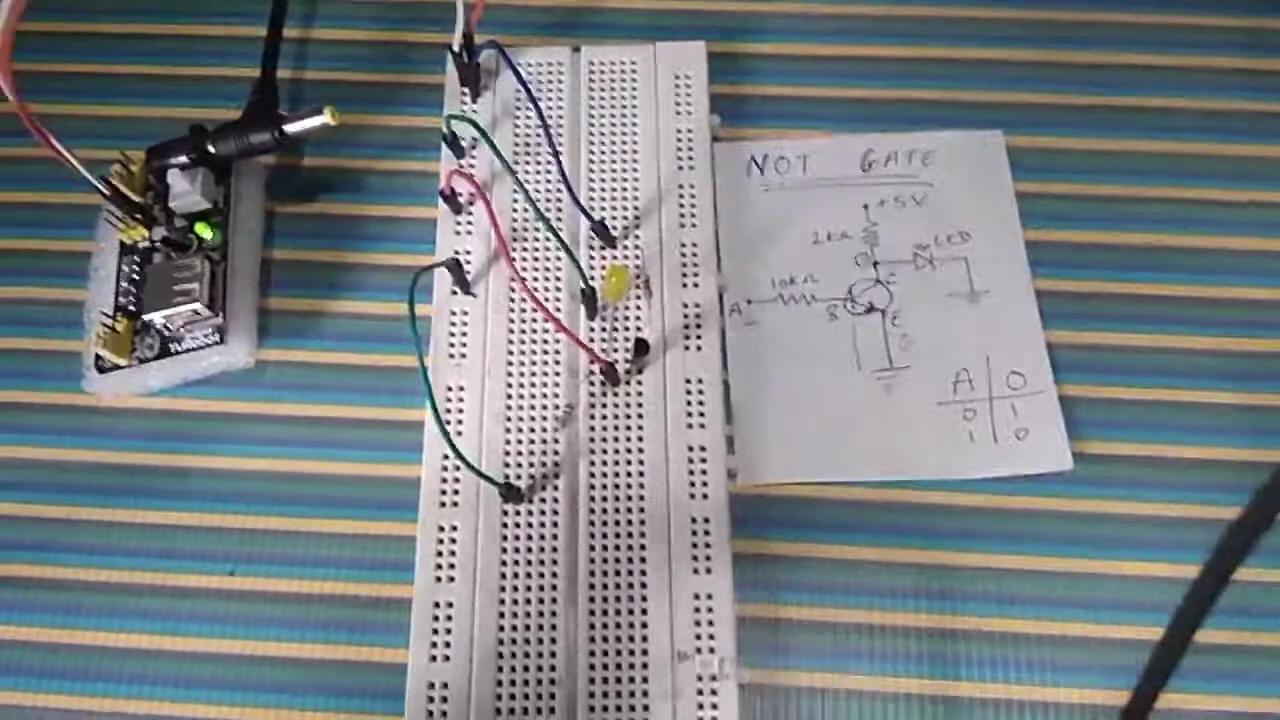 NOT GATE
+5V
2kΩ
LED
O
C
10kΩ
A
B
E
A O
0 1
1 0